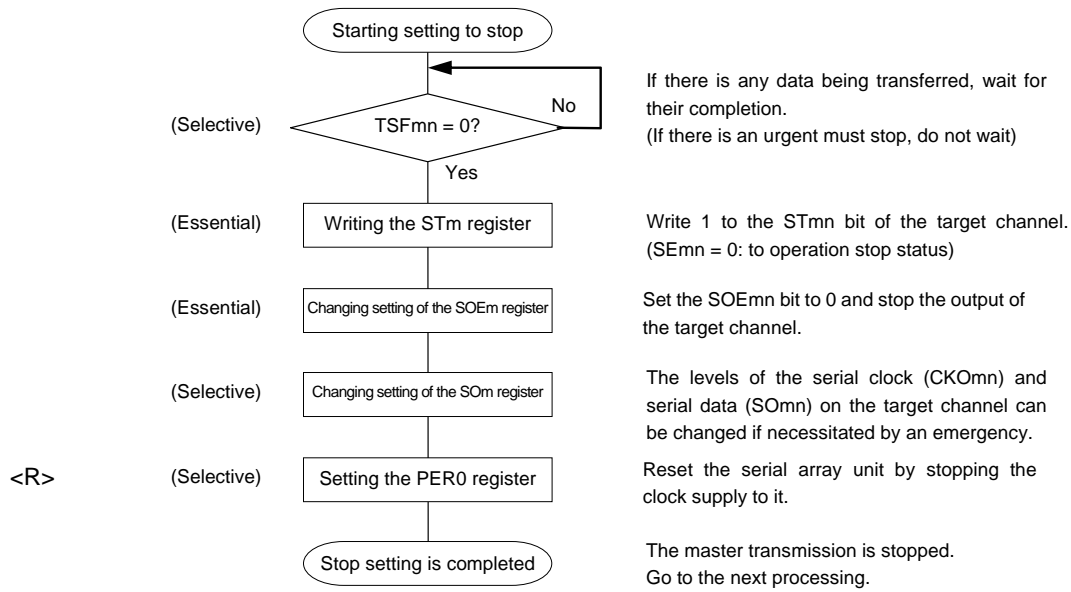 Starting setting to stop
No
If there is any data being transferred, wait for
their completion.
(If there is an urgent must stop, do not wait)
(Selective)
TSFmn = 0?
Yes
(Essential)
Writing the STm register
Write 1 to the STmn bit of the target channel.
(SEmn = 0: to operation stop status)
(Essential)
Changing setting of the SOEm register
Set the SOEmn bit to 0 and stop the output of
the target channel.
(Selective)
Changing setting of the SOm register
The levels of the serial clock (CKOmn) and
serial data (SOmn) on the target channel can
be changed if necessitated by an emergency.
<R>
(Selective)
Setting the PER0 register
Reset the serial array unit by stopping the
clock supply to it.
Stop setting is completed
The master transmission is stopped.
Go to the next processing.